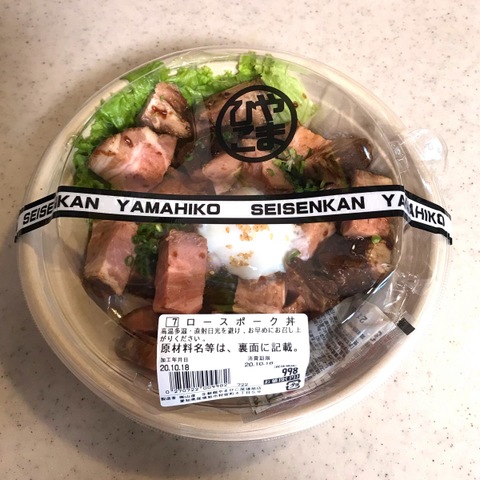 やまひこ
SEISENKAN YAMAHIKO SEISENKAN YAMAHIKO
7 ロースポーク丼
高温多湿・直射日光を避け、お早めにお召し上
がりください。
原材料名等は、裏面に記載。
加工年月日 消費期限
20.10.18 20.10.18
998
722